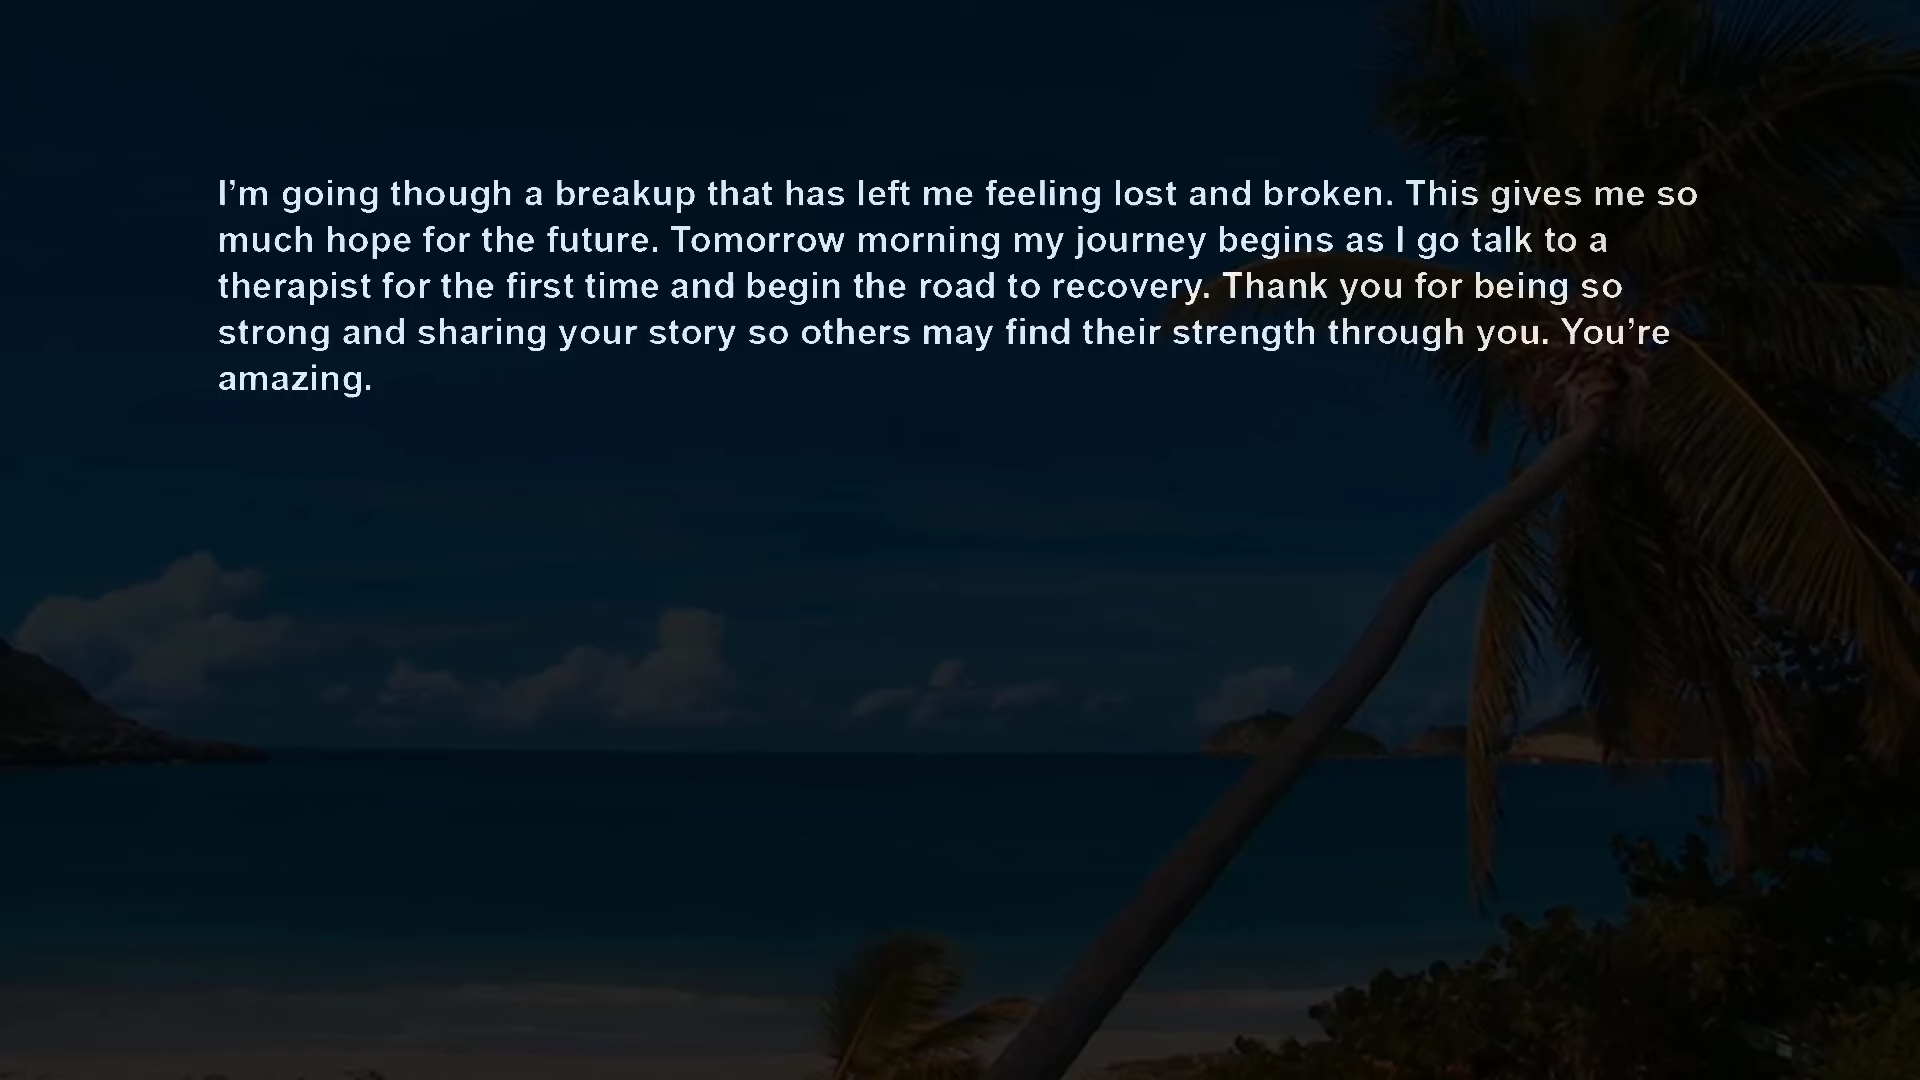 I’m going though a breakup that has left me feeling lost and broken. This gives me so
much hope for the future. Tomorrow morning my journey begins as I go talk to a
therapist for the first time and begin the road to recovery. Thank you for being so
strong and sharing your story so others may find their strength through you. You’re
amazing.